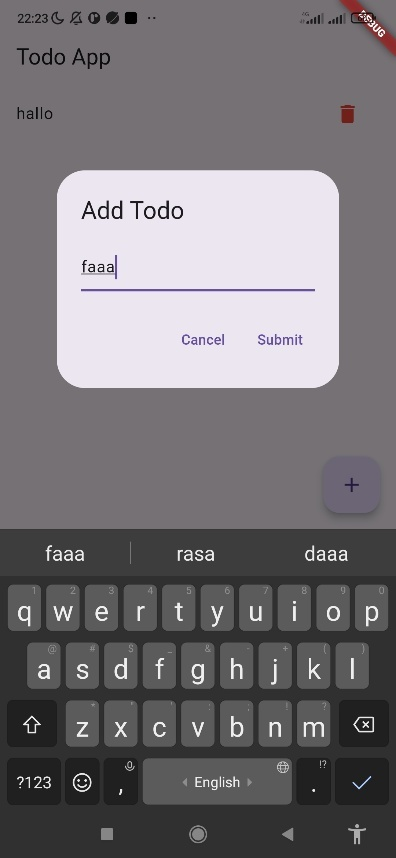 22:23
DEBUG
Todo App
hallo
Add Todo
faaa
Cancel Submit
+
faaa rasa daaa
1 2 3 4 5 6 7 8 9 0
q w e r t y u i o p
@ # $ _ & - + ( )
a s d f g h j k l
* " ' : ; ! ?
z x c v b n m
!?
?123 , English .